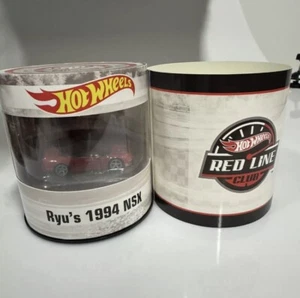 HOT WHEELS
Ryu's 1994 NSX
HOT WHEELS
RED LINE
CLUB